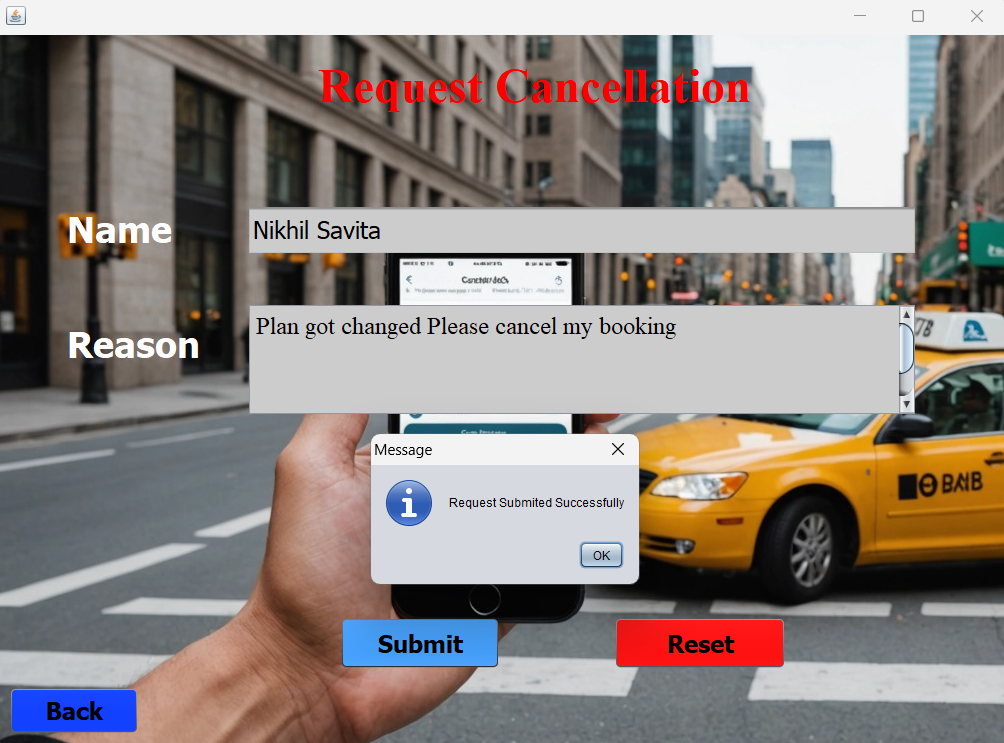 Request Cancellation
Name
Nikhil Savita
Reason
Plan got changed Please cancel my booking
Message
Request Submited Successfully
OK
Submit
Reset
Back